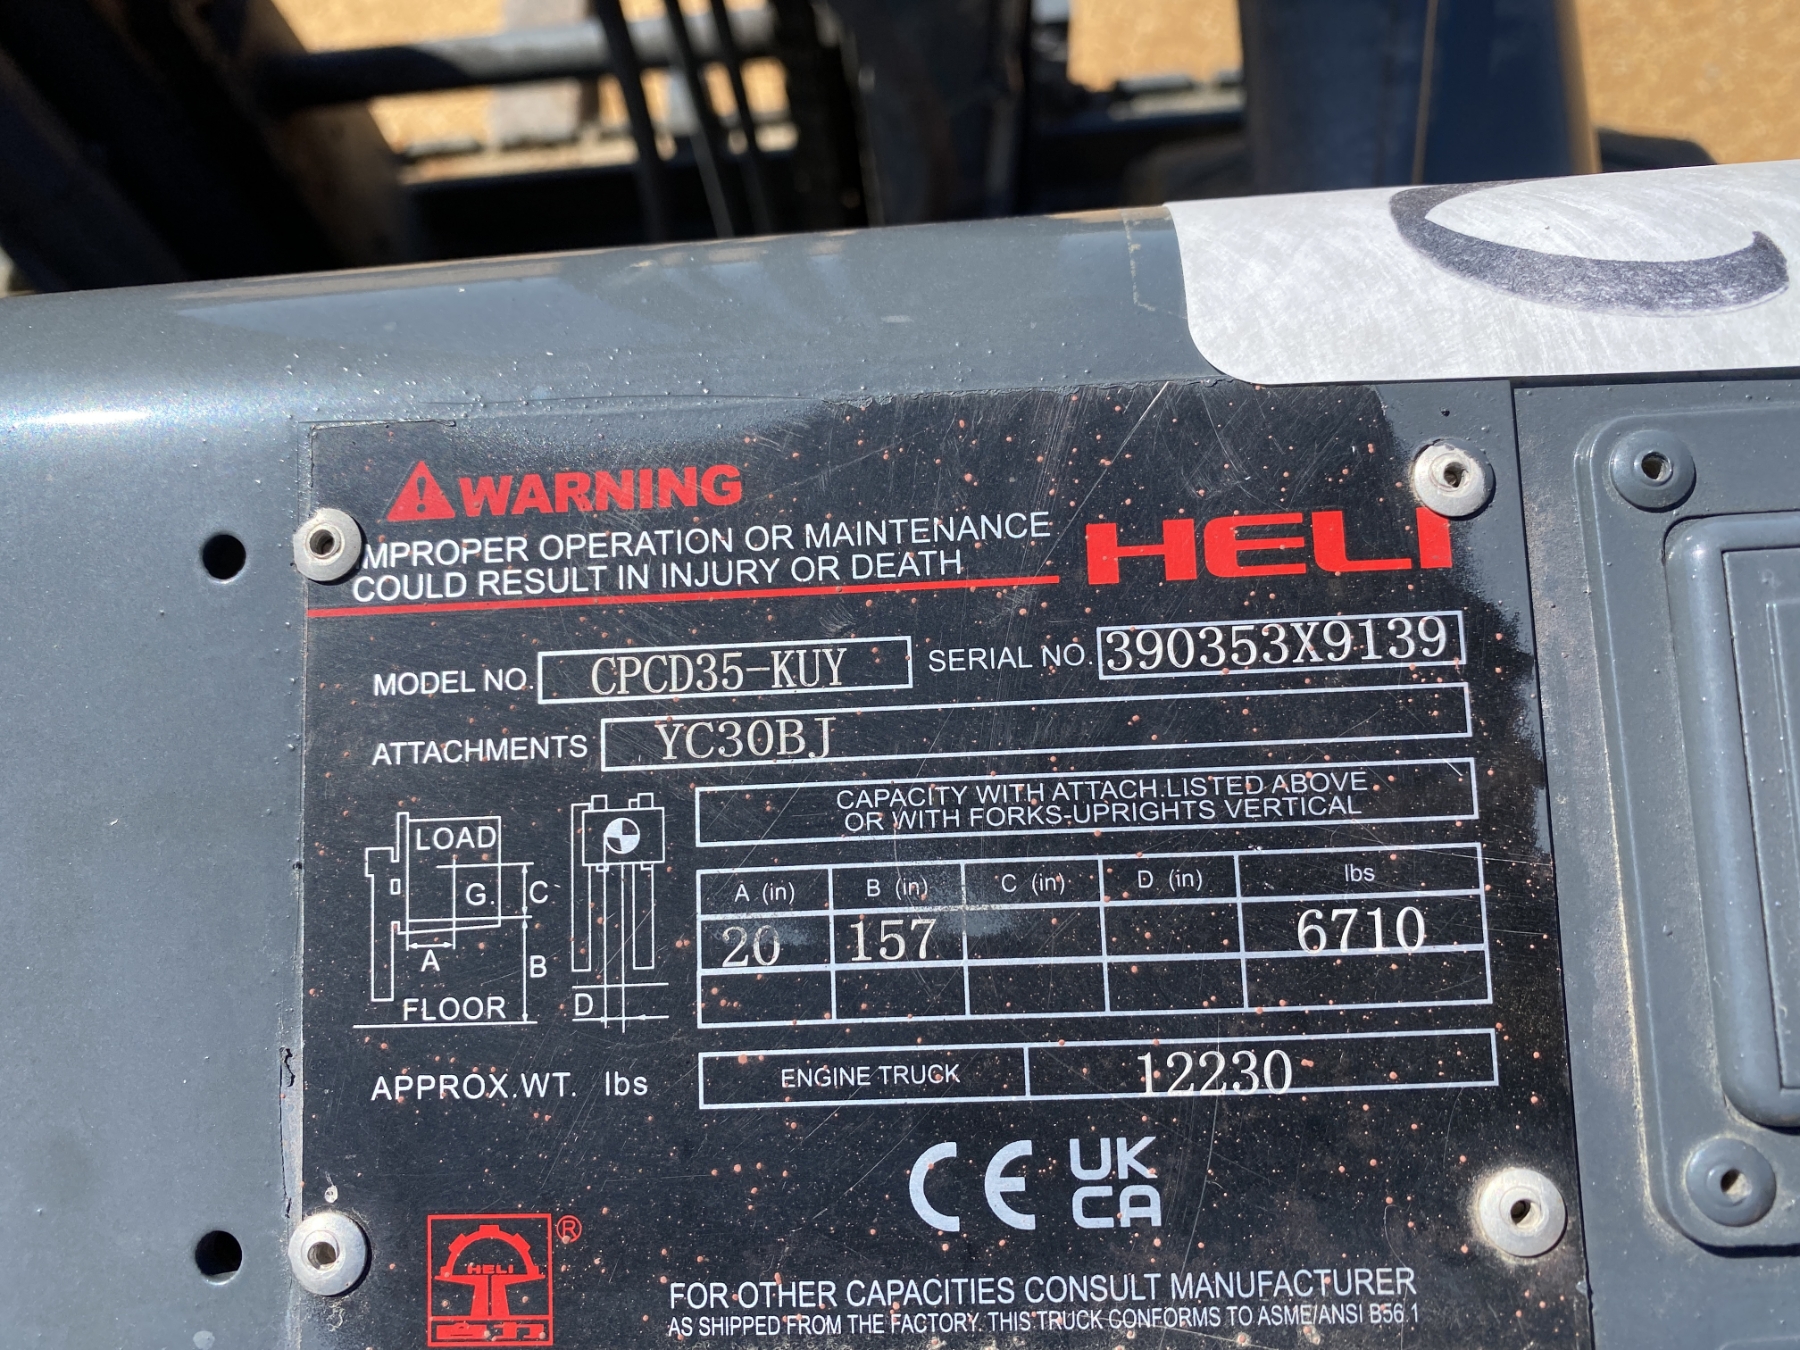 WARNING
MPROPER OPERATION OR MAINTENANCE
COULD RESULT IN INJURY OR DEATH
HELI
MODEL NO. CPCD35-KUY SERIAL NO. 390353X9139
ATTACHMENTS YC30BJ
CAPACITY WITH ATTACH.LISTED ABOVE
OR WITH FORKS-UPRIGHTS VERTICAL
LOAD
G. C
A B
D
FLOOR
A (in) B (in) C (in) D (in) lbs
20 157 6710
APPROX.WT. lbs ENGINE TRUCK 12230
CE UK
CA
HELI ®
合力
FOR OTHER CAPACITIES CONSULT MANUFACTURER
AS SHIPPED FROM THE FACTORY. THIS TRUCK CONFORMS TO ASME/ANSI B56.1